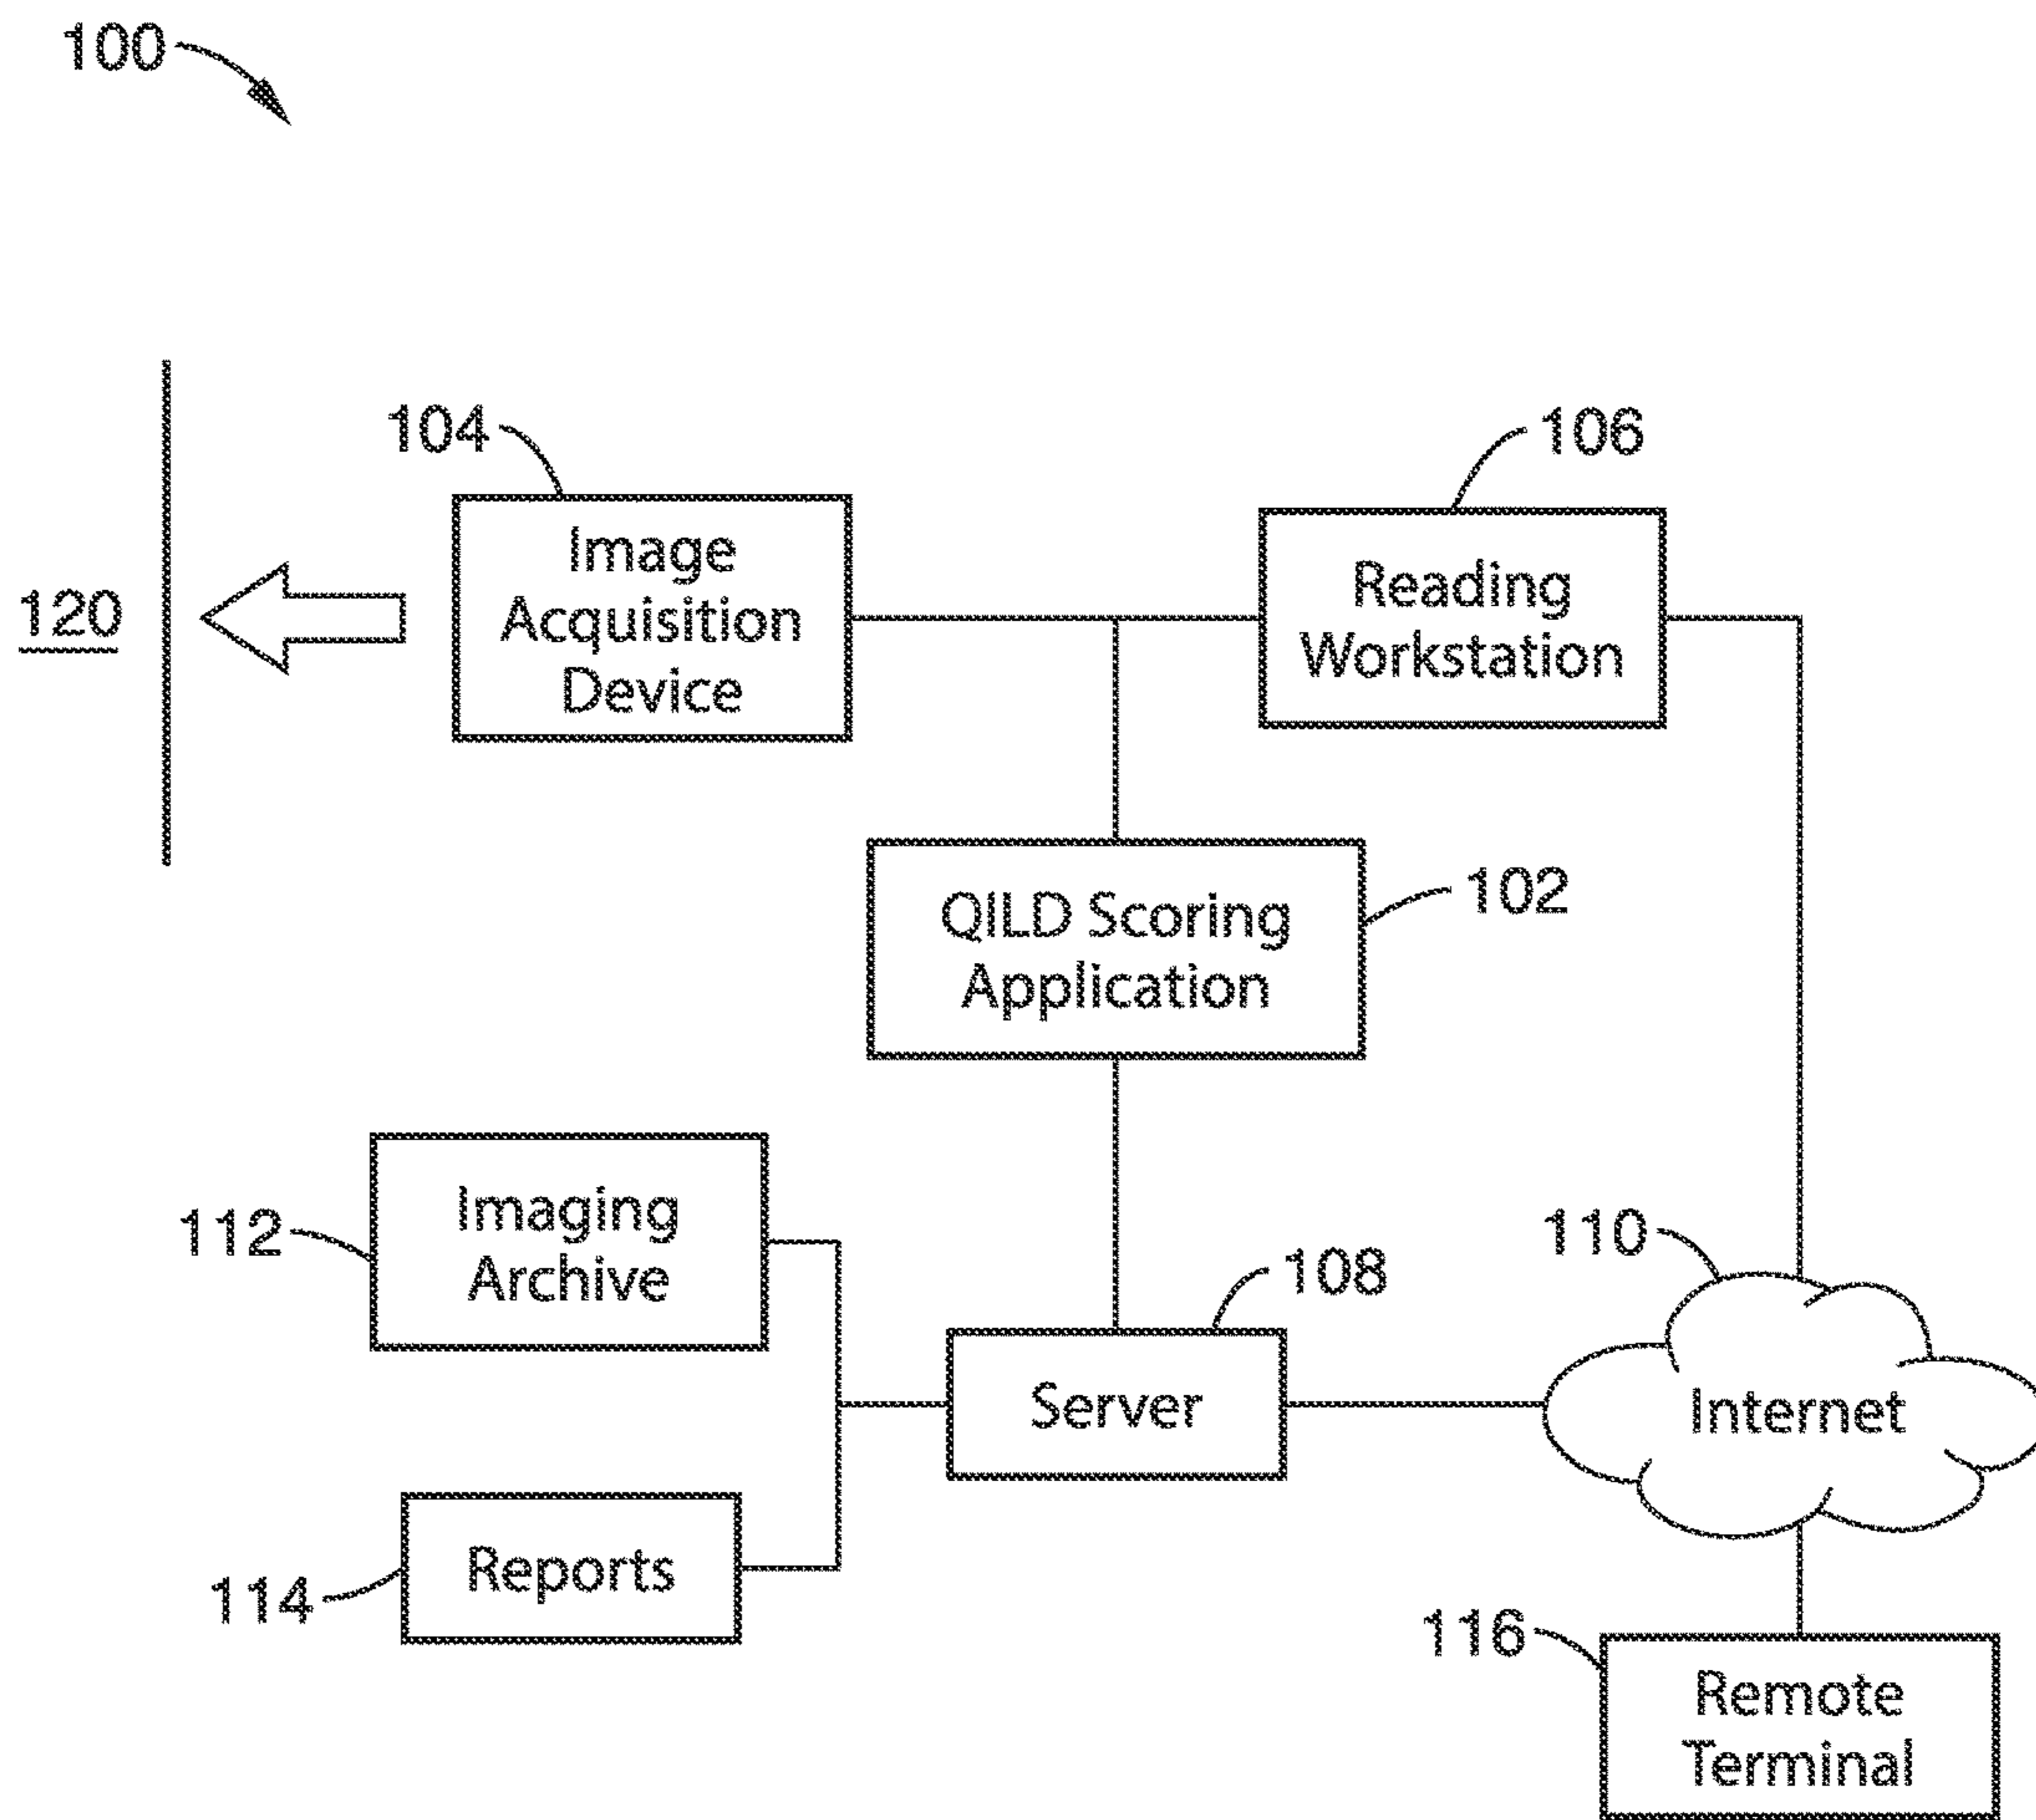 100
104
106
Image
Acquisition
Device
Reading
Workstation
120
QILD Scoring
Application
102
Imaging
Archive
112
110
108
Server
Internet
Reports
114
116
Remote
Terminal